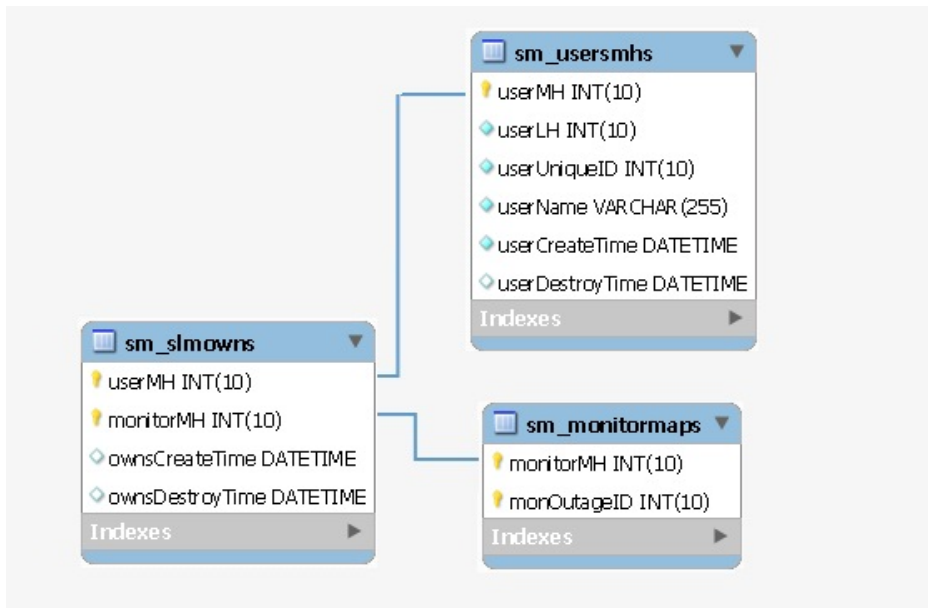 sm_usersmhs
userMH INT(10)
userLH INT(10)
userUniqueID INT(10)
userName VARCHAR(255)
userCreateTime DATETIME
userDestroyTime DATETIME
Indexes
sm_slmowns
userMH INT(10)
monitorMH INT(10)
ownsCreateTime DATETIME
ownsDestroyTime DATETIME
Indexes
sm_monitormaps
monitorMH INT(10)
monOutageID INT(10)
Indexes